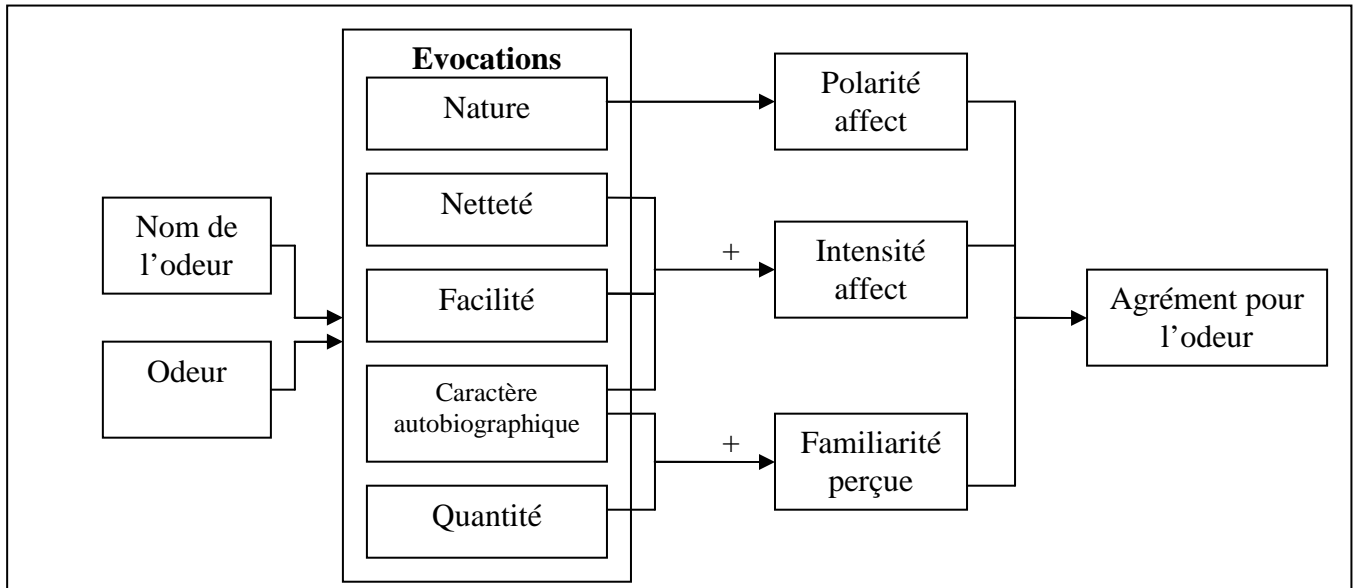 Evocations
Nature
Polarité
affect
Netteté
Nom de
l’odeur
+
Intensité
affect
Facilité
Agrément pour
l’odeur
Odeur
Caractère
autobiographique
+
Familiarité
perçue
Quantité